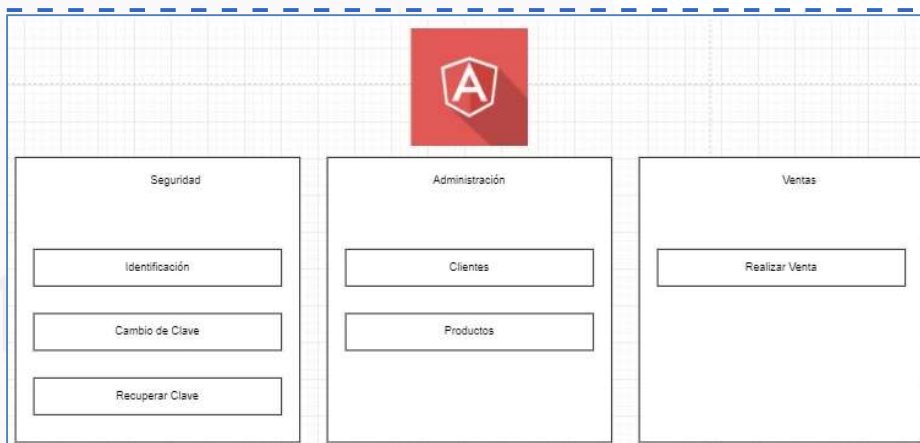 A
Seguridad
Identificación
Cambio de Clave
Recuperar Clave
Administración
Clientes
Productos
Ventas
Realizar Venta